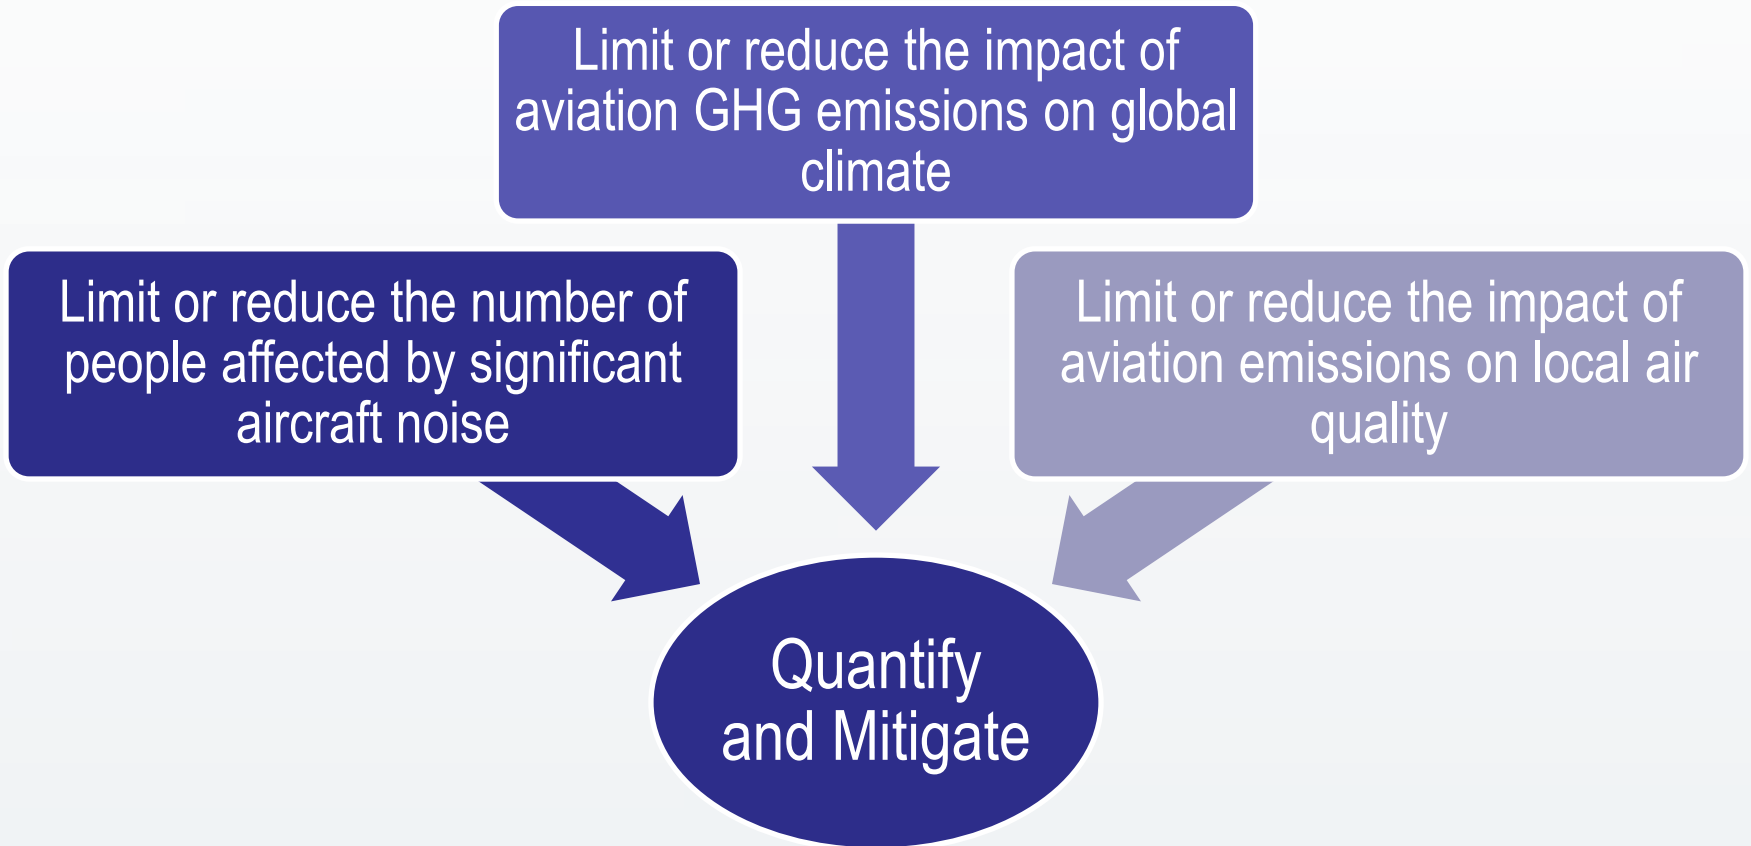 Limit or reduce the impact of
aviation GHG emissions on global
climate
Limit or reduce the number of
people affected by significant
aircraft noise
Limit or reduce the impact of
aviation emissions on local air
quality
Quantify
and Mitigate